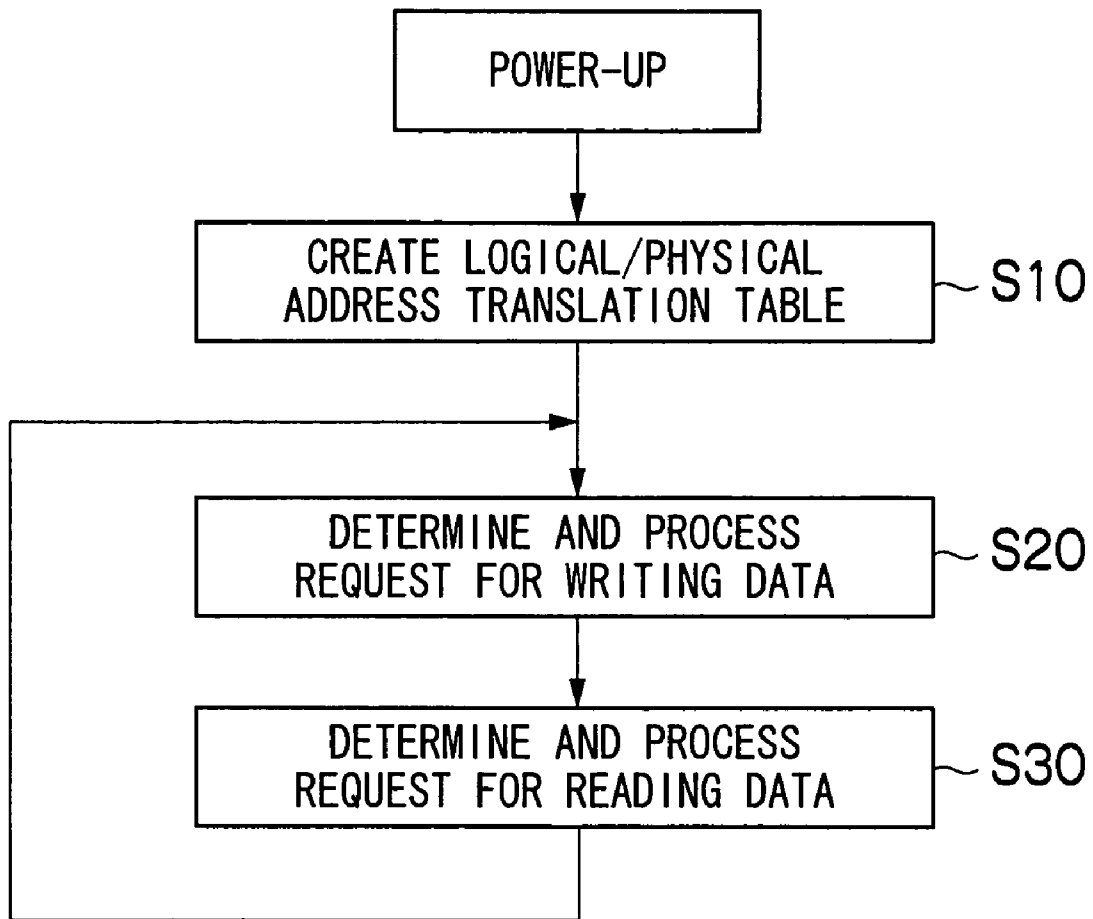 POWER-UP
CREATE LOGICAL/PHYSICAL
ADDRESS TRANSLATION TABLE
S10
DETERMINE AND PROCESS
REQUEST FOR WRITING DATA
S20
DETERMINE AND PROCESS
REQUEST FOR READING DATA
S30